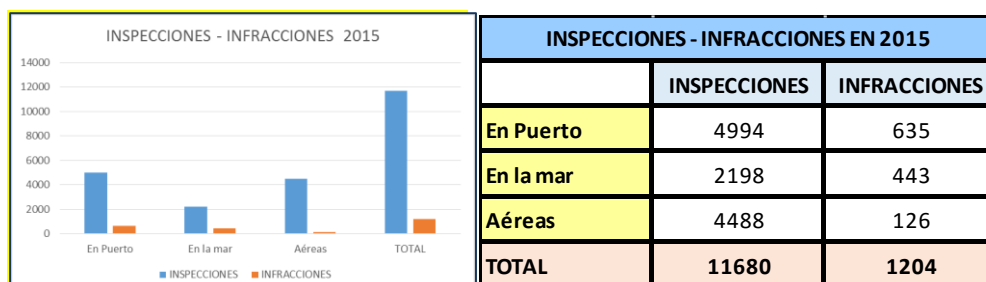 INSPECCIONES - INFRACCIONES 2015
14000
12000
10000
8000
6000
4000
2000
0
En Puerto En la mar Aéreas TOTAL
INSPECCIONES INFRACCIONES
INSPECCIONES - INFRACCIONES EN 2015
INSPECCIONES INFRACCIONES
En Puerto 4994 635
En la mar 2198 443
Aéreas 4488 126
TOTAL 11680 1204